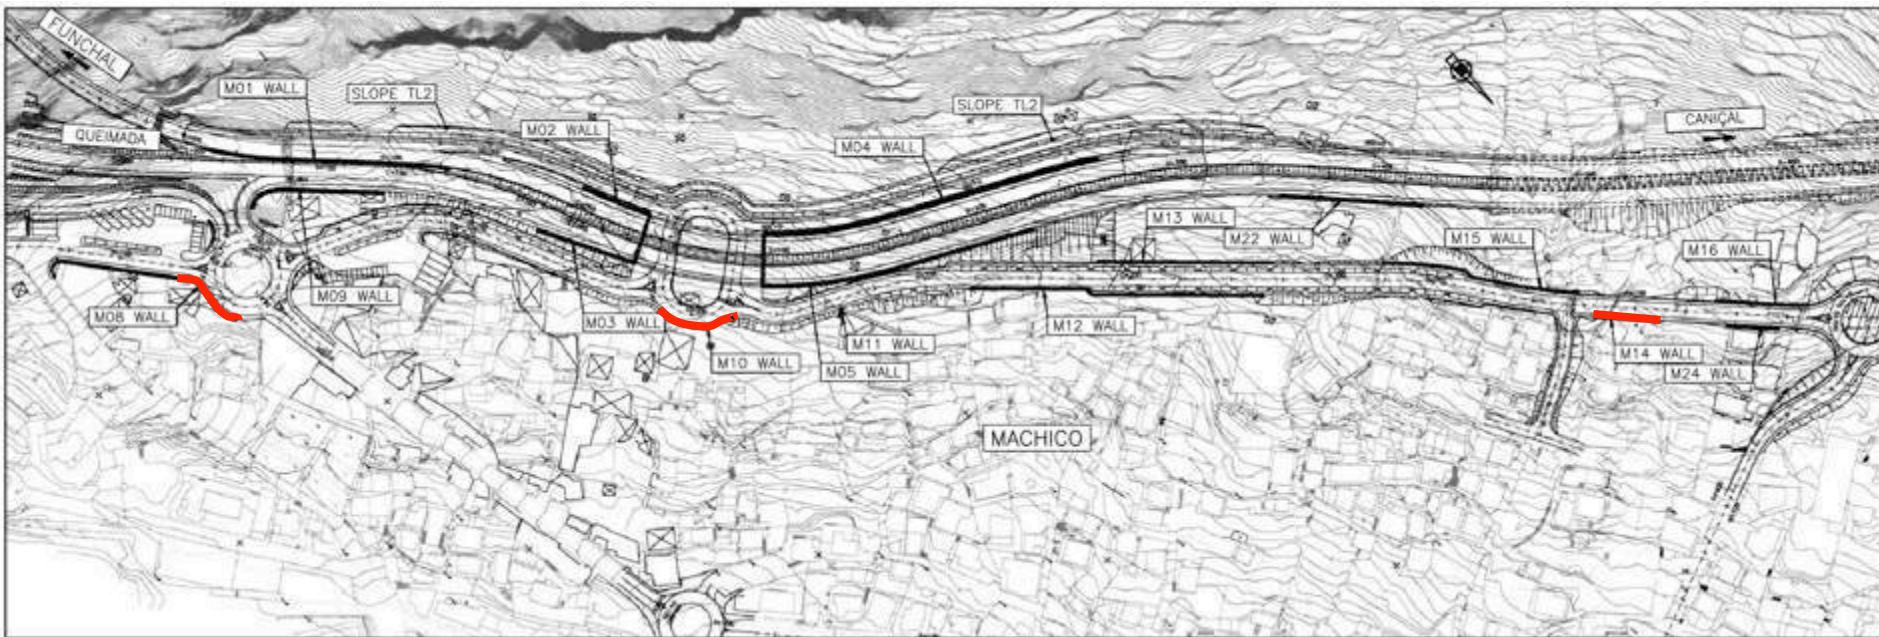 FUNCHAL
QUEIMADA
M01 WALL
SLOPE TL2
M02 WALL
M04 WALL
SLOPE TL2
CANIÇAL
M13 WALL
M22 WALL
M15 WALL
M16 WALL
M08 WALL
M09 WALL
M03 WALL
M10 WALL
M11 WALL
M05 WALL
M12 WALL
M14 WALL
M24 WALL
MACHICO